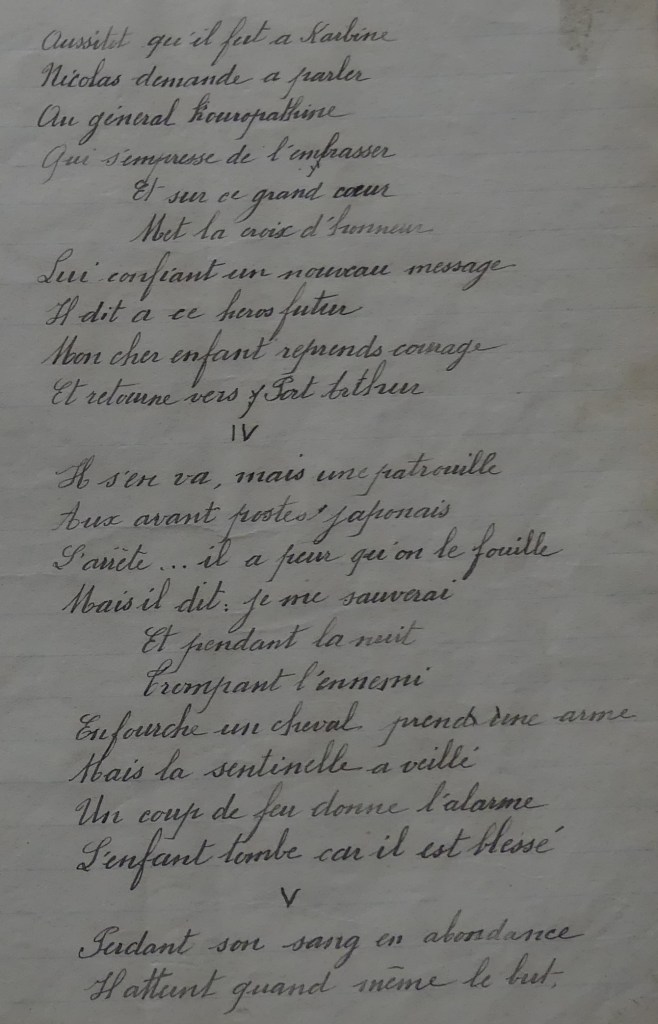 Aussitot qu'il fut a Karbine
Nicolas demande a parler
Au géneral Kouropathine
Qui s'empresse de l'embrasser
Et sur ce grand cœur
Met la croix d'honneur
Lui confiant un nouveau message
Il dit a ce heros futur
Mon cher enfant reprends courage
Et retourne vers Port Arthur
IV
Il s'en va, mais une patrouille
Aux avant postes japonais
L'arrête ... il a peur qu'on le fouille
Mais il dit: je me sauverai
Et pendant la nuit
Trompant l'ennemi
Enfourche un cheval prends une arme
Mais la sentinelle a veillé
Un coup de feu donne l'alarme
L'enfant tombe car il est blessé
V
Perdant son sang en abondance
Il atteint quand même le but.